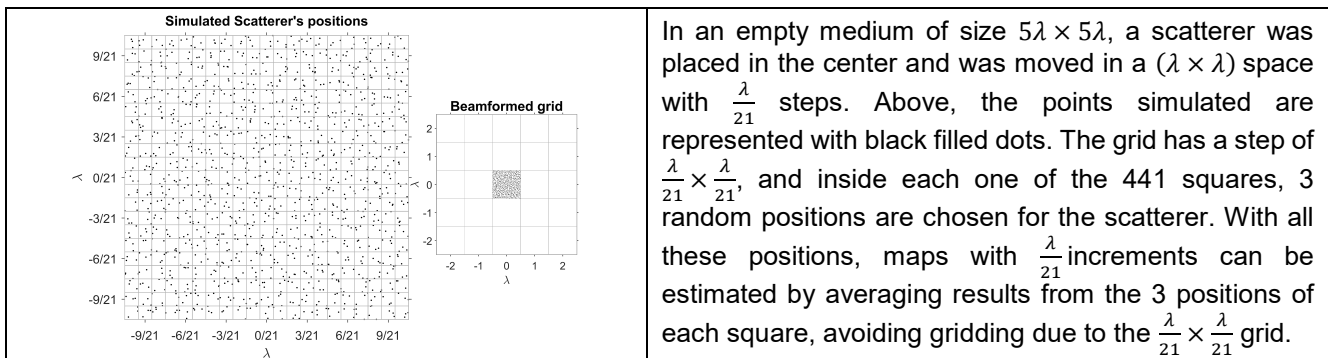 Simulated Scatterer's positions
9/21
6/21
3/21
0/21
-3/21
-6/21
-9/21
λ
-9/21 -6/21 -3/21 0/21 3/21 6/21 9/21
λ
Beamformed grid
2
1
0
-1
-2
λ
-2 -1 0 1 2
λ
In an empty medium of size 5λ × 5λ, a scatterer was
placed in the center and was moved in a (λ × λ) space
with λ/21 steps. Above, the points simulated are
represented with black filled dots. The grid has a step of
λ/21 × λ/21, and inside each one of the 441 squares, 3
random positions are chosen for the scatterer. With all
these positions, maps with λ/21 increments can be
estimated by averaging results from the 3 positions of
each square, avoiding gridding due to the λ/21 × λ/21 grid.